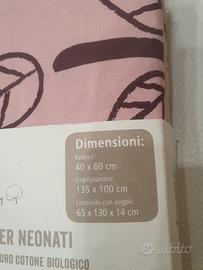 Dimensioni:
Federa:
40 x 60 cm
Copripiumino:
135 x 100 cm
Lenzuolo con angoli:
65 x 130 x 14 cm
ER NEONATI
URO COTONE BIOLOGICO
subito